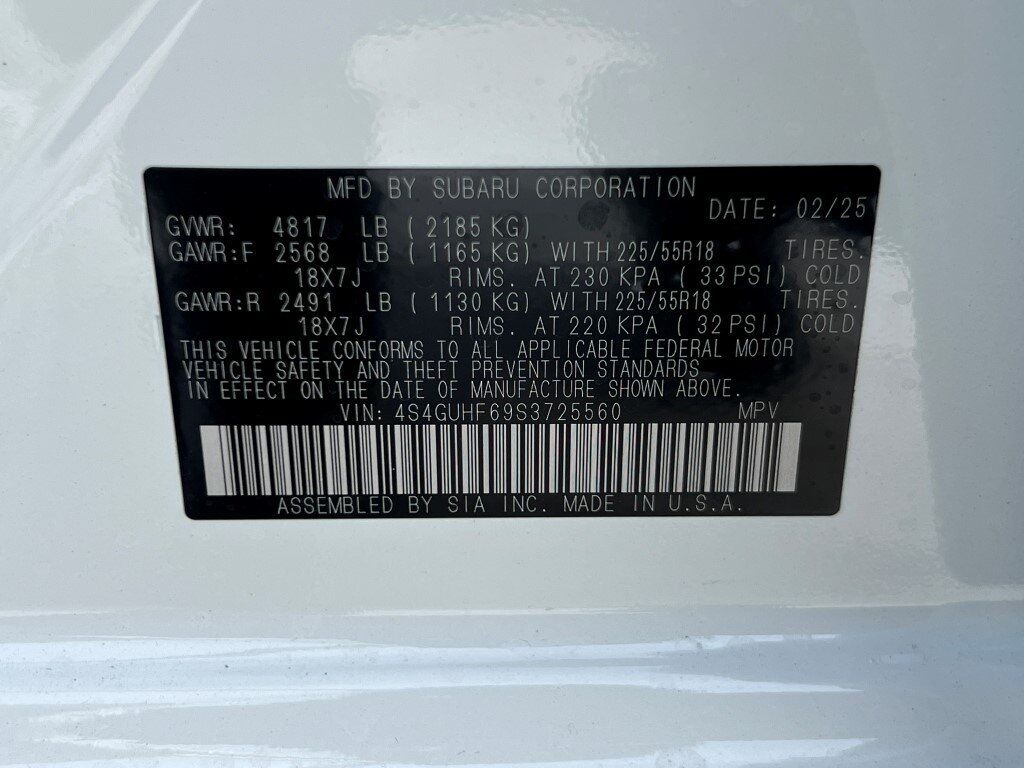 MFD BY SUBARU CORPORATION
DATE: 02/25
GVWR: 4817 LB ( 2185 KG)
GAWR:F 2568 LB ( 1165 KG) WITH 225/55R18 TIRES.
18X7J RIMS. AT 230 KPA ( 33 PSI) COLD
GAWR:R 2491 LB ( 1130 KG) WITH 225/55R18 TIRES.
18X7J RIMS. AT 220 KPA ( 32 PSI) COLD
THIS VEHICLE CONFORMS TO ALL APPLICABLE FEDERAL MOTOR
VEHICLE SAFETY AND THEFT PREVENTION STANDARDS
IN EFFECT ON THE DATE OF MANUFACTURE SHOWN ABOVE.
VIN: 4S4GUHF69S3725560 MPV
ASSEMBLED BY SIA INC. MADE IN U.S.A.